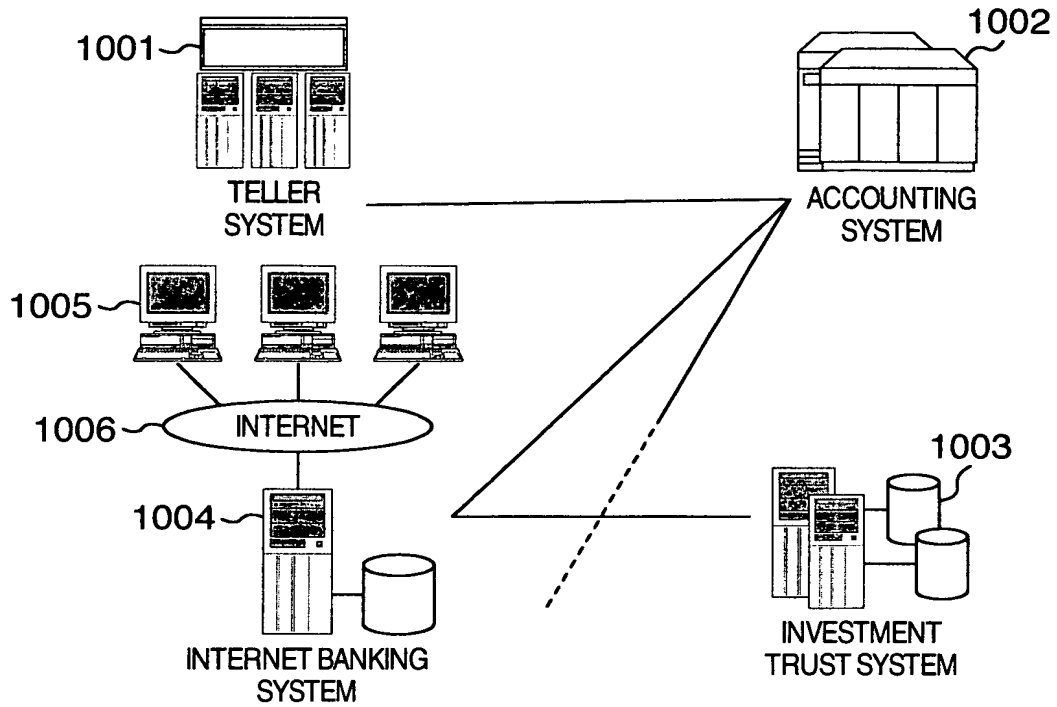 1001
1002
TELLER
SYSTEM
ACCOUNTING
SYSTEM
1005
1006
INTERNET
1003
1004
INTERNET BANKING
SYSTEM
INVESTMENT
TRUST SYSTEM